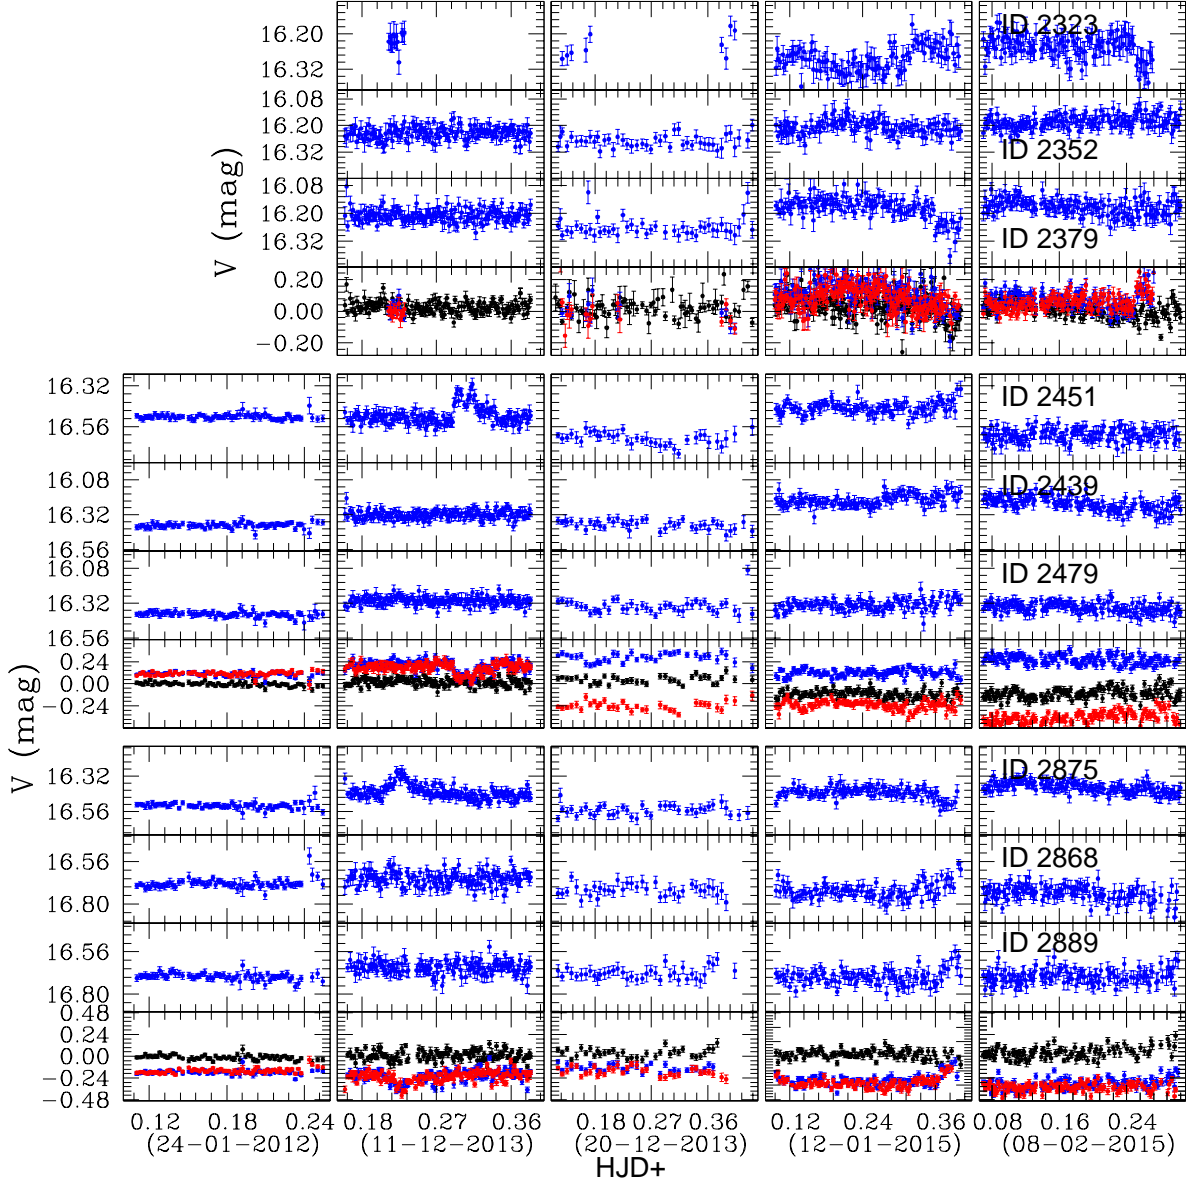 16.20
16.32
ID 2323
16.08
16.20
16.32
ID 2352
16.08
16.20
16.32
ID 2379
0.20
0.00
−0.20
V (mag)
16.32
16.56
ID 2451
16.08
16.32
16.56
ID 2439
16.08
16.32
16.56
ID 2479
0.24
0.00
−0.24
V (mag)
16.32
16.56
ID 2875
16.56
16.80
ID 2868
16.56
16.80
ID 2889
0.48
0.24
0.00
−0.24
−0.48
0.12 0.18 0.24 0.18 0.27 0.36 0.18 0.27 0.36 0.12 0.24 0.36 0.08 0.16 0.24
(24-01-2012) (11-12-2013) (20-12-2013) (12-01-2015) (08-02-2015)
HJD+